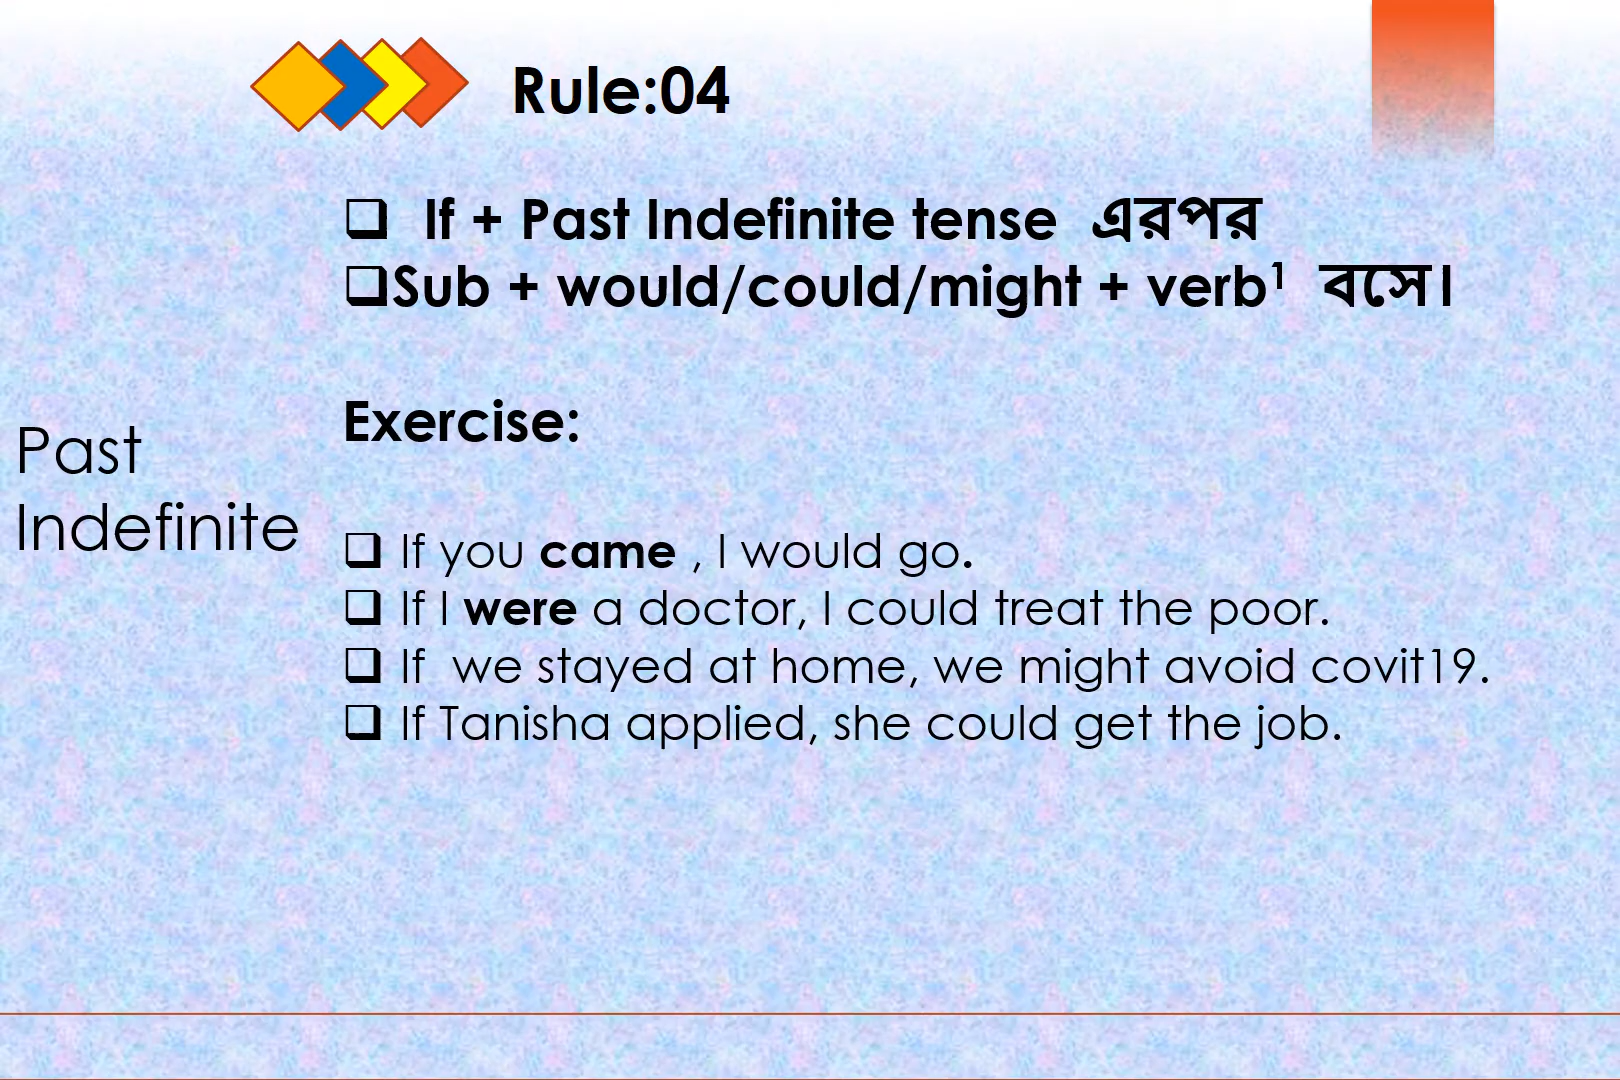 Rule:04
❑ If + Past Indefinite tense এরপর
❑Sub + would/could/might + verb¹ বসে।
Exercise:
Past
Indefinite
❑ If you came , I would go.
❑ If I were a doctor, I could treat the poor.
❑ If we stayed at home, we might avoid covit19.
❑ If Tanisha applied, she could get the job.